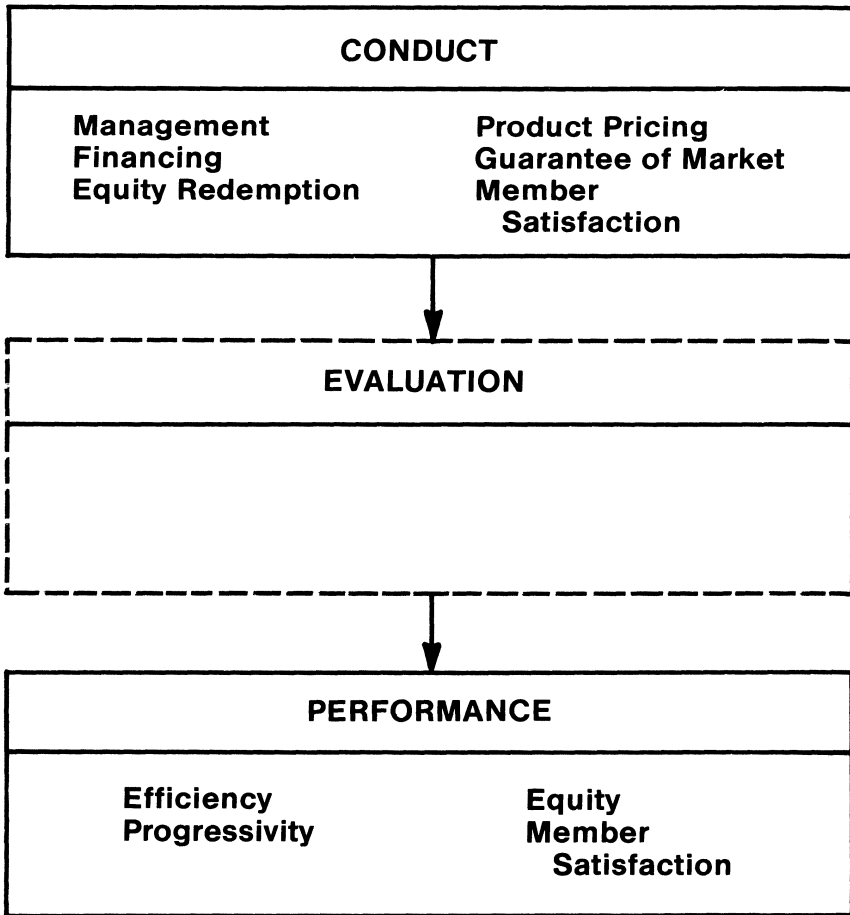 CONDUCT
Management
Financing
Equity Redemption
Product Pricing
Guarantee of Market
Member
Satisfaction
EVALUATION
PERFORMANCE
Efficiency
Progressivity
Equity
Member
Satisfaction